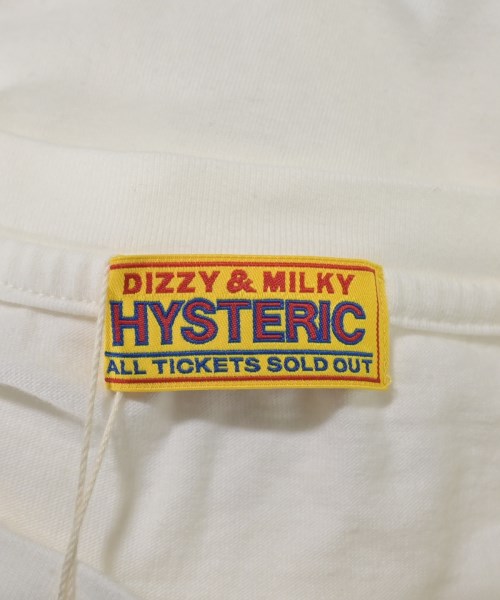 DIZZY & MILKY
HYSTERIC
ALL TICKETS SOLD OUT